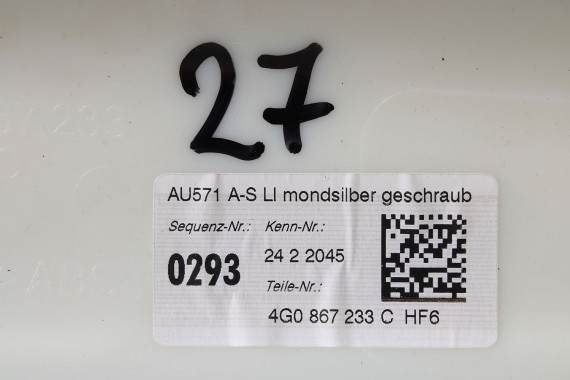 27
AU571 A-S LI mondsilber geschraub
Sequenz-Nr.: Kenn-Nr.:
0293 24 2 2045
Teile-Nr.:
4G0 867 233 C HF6